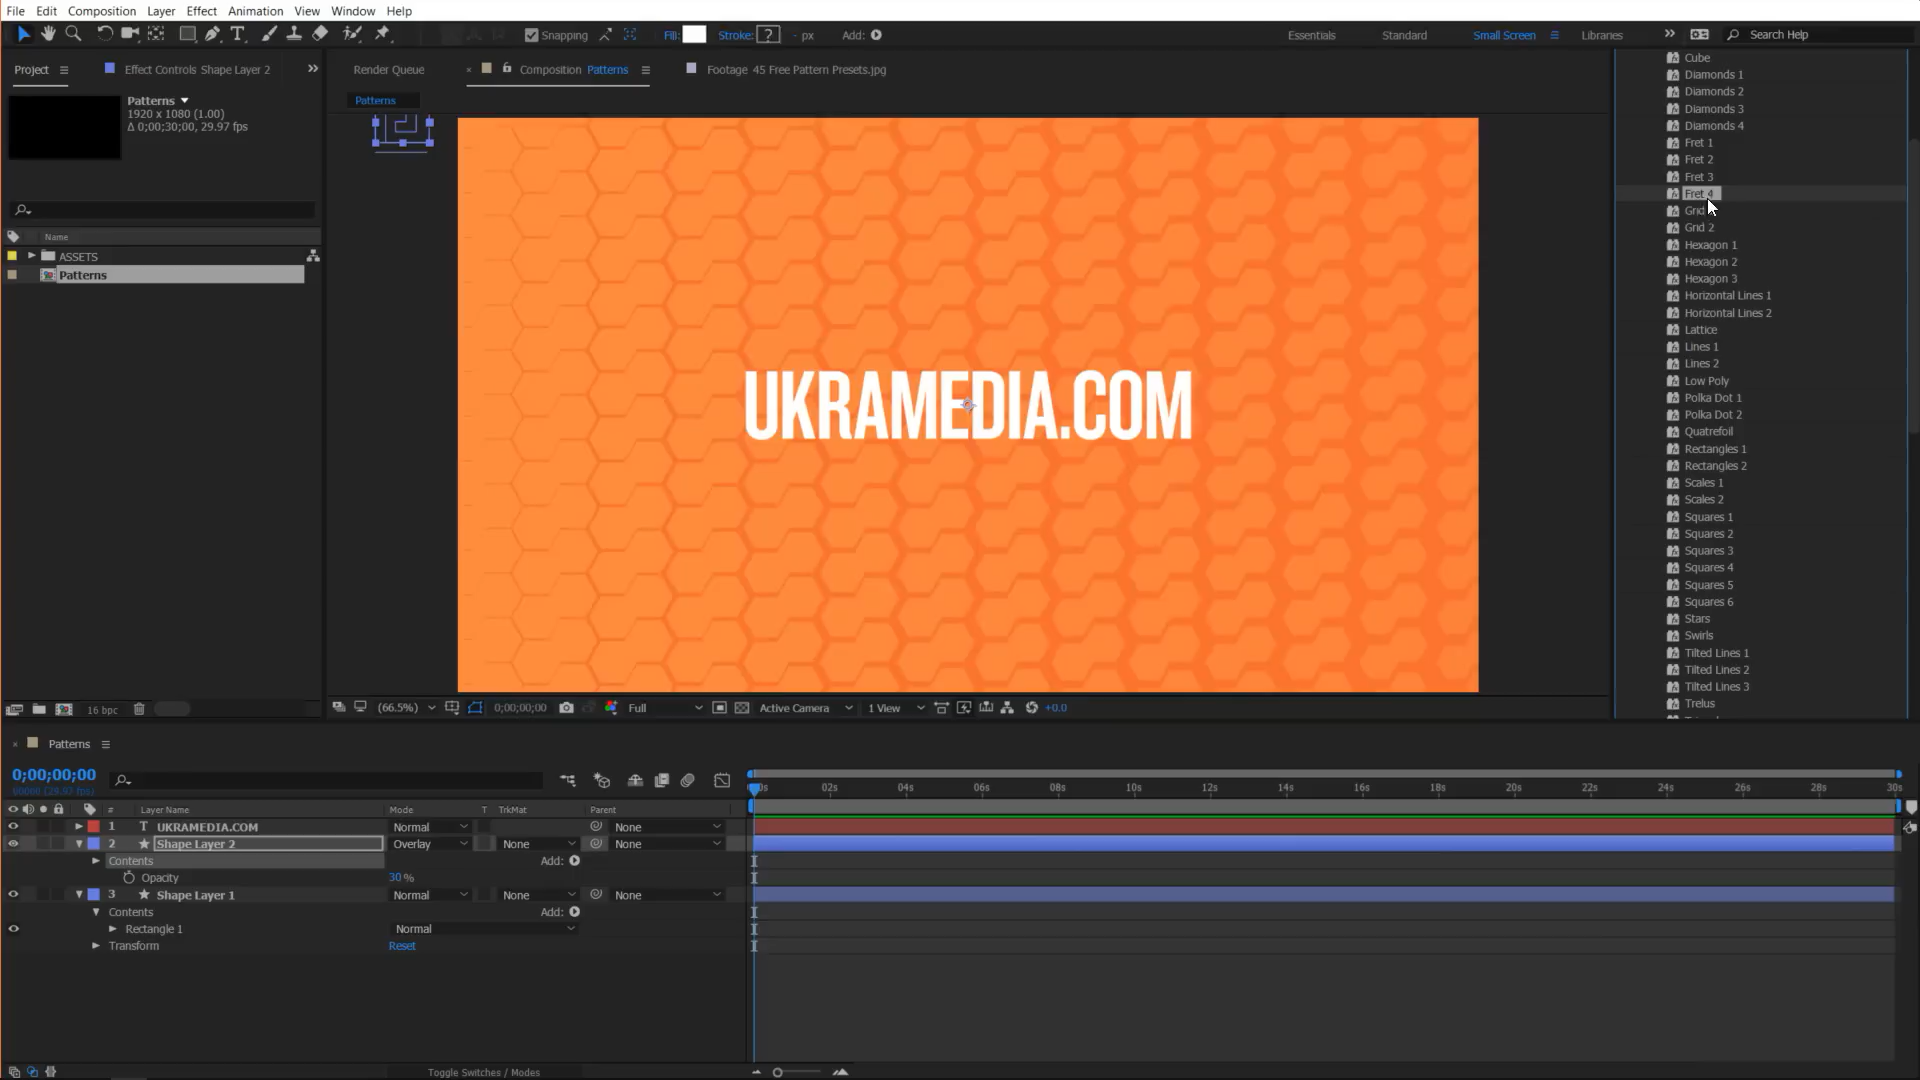 File Edit Composition Layer Effect Animation View Window Help
Snapping Fill: Stroke: ? - px Add: Essentials Standard Small Screen Libraries Search Help
Project Effect Controls Shape Layer 2 Render Queue Composition Patterns Footage 45 Free Pattern Presets.jpg
Patterns
1920 x 1080 (1.00)
Δ 0;00;30;00, 29.97 fps
Patterns
Name
ASSETS
Patterns
16 bpc
UKRAMEDIA.COM
(66.5%) 0;00;00;00 Full Active Camera 1 View +0.0
Cube
Diamonds 1
Diamonds 2
Diamonds 3
Diamonds 4
Fret 1
Fret 2
Fret 3
Fret 4
Grid
Grid 2
Hexagon 1
Hexagon 2
Hexagon 3
Horizontal Lines 1
Horizontal Lines 2
Lattice
Lines 1
Lines 2
Low Poly
Polka Dot 1
Polka Dot 2
Quatrefoil
Rectangles 1
Rectangles 2
Scales 1
Scales 2
Squares 1
Squares 2
Squares 3
Squares 4
Squares 5
Squares 6
Stars
Swirls
Tilted Lines 1
Tilted Lines 2
Tilted Lines 3
Trelus
Patterns
0;00;00;00
00000 (29.97 fps)
02s 04s 06s 08s 10s 12s 14s 16s 18s 20s 22s 24s 26s 28s 30s
# Layer Name Mode T TrkMat Parent
1 T UKRAMEDIA.COM Normal None
2 Shape Layer 2 Overlay None None
Contents Add:
Opacity 30 %
3 Shape Layer 1 Normal None None
Contents Add:
Rectangle 1 Normal
Transform Reset
Toggle Switches / Modes